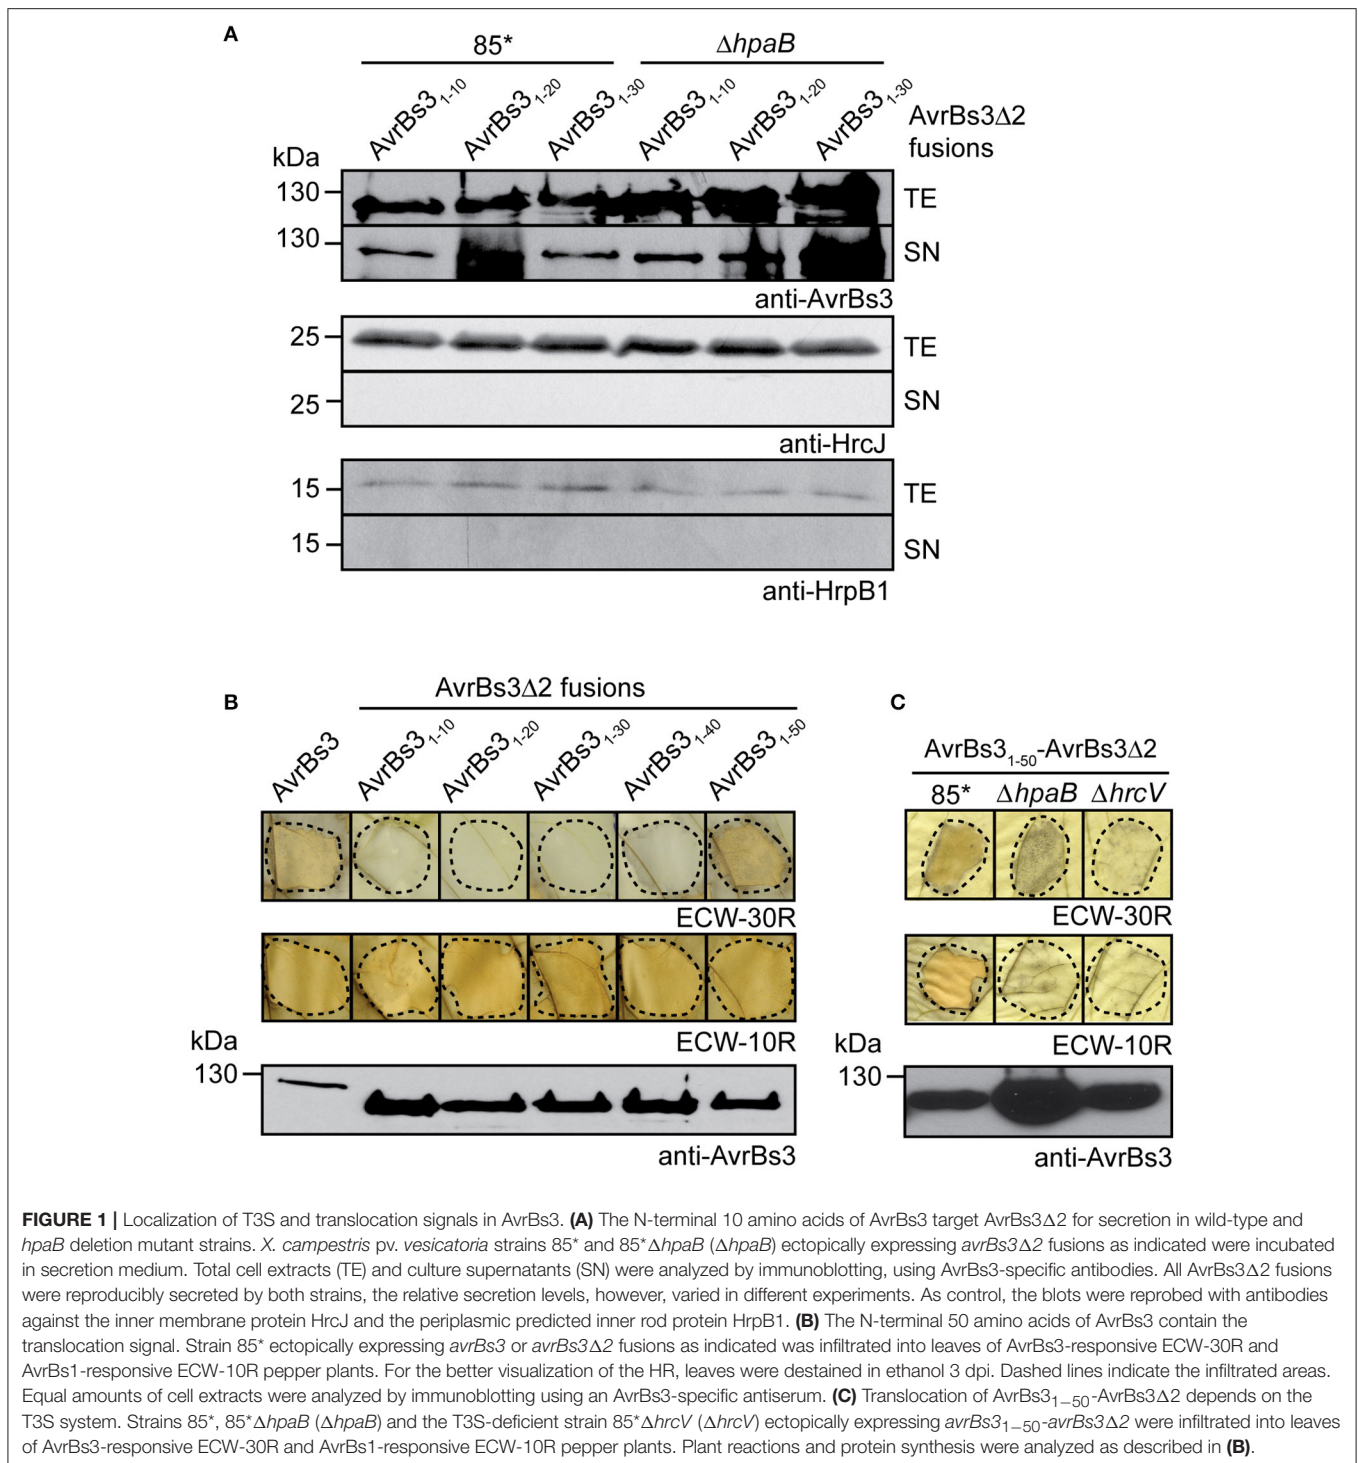 A
85* ΔhpaB
AvrBs3 1-10 AvrBs3 1-20 AvrBs3 1-30 AvrBs3 1-10 AvrBs3 1-20 AvrBs3 1-30 AvrBs3Δ2
fusions
kDa
130 TE
130 SN
anti-AvrBs3
25 TE
25 SN
anti-HrcJ
15 TE
15 SN
anti-HrpB1
B
AvrBs3Δ2 fusions
AvrBs3 AvrBs3 1-10 AvrBs3 1-20 AvrBs3 1-30 AvrBs3 1-40 AvrBs3 1-50
ECW-30R
ECW-10R
kDa
130
anti-AvrBs3
C
AvrBs3 1-50-AvrBs3Δ2
85* ΔhpaB ΔhrcV
ECW-30R
ECW-10R
kDa
130
anti-AvrBs3
FIGURE 1 | Localization of T3S and translocation signals in AvrBs3. (A) The N-terminal 10 amino acids of AvrBs3 target AvrBs3Δ2 for secretion in wild-type and
hpaB deletion mutant strains. X. campestris pv. vesicatoria strains 85* and 85*ΔhpaB (ΔhpaB) ectopically expressing avrBs3Δ2 fusions as indicated were incubated
in secretion medium. Total cell extracts (TE) and culture supernatants (SN) were analyzed by immunoblotting, using AvrBs3-specific antibodies. All AvrBs3Δ2 fusions
were reproducibly secreted by both strains, the relative secretion levels, however, varied in different experiments. As control, the blots were reprobed with antibodies
against the inner membrane protein HrcJ and the periplasmic predicted inner rod protein HrpB1. (B) The N-terminal 50 amino acids of AvrBs3 contain the
translocation signal. Strain 85* ectopically expressing avrBs3 or avrBs3Δ2 fusions as indicated was infiltrated into leaves of AvrBs3-responsive ECW-30R and
AvrBs1-responsive ECW-10R pepper plants. For the better visualization of the HR, leaves were destained in ethanol 3 dpi. Dashed lines indicate the infiltrated areas.
Equal amounts of cell extracts were analyzed by immunoblotting using an AvrBs3-specific antiserum. (C) Translocation of AvrBs3 1−50-AvrBs3Δ2 depends on the
T3S system. Strains 85*, 85*ΔhpaB (ΔhpaB) and the T3S-deficient strain 85*ΔhrcV (ΔhrcV) ectopically expressing avrBs3 1−50-avrBs3Δ2 were infiltrated into leaves
of AvrBs3-responsive ECW-30R and AvrBs1-responsive ECW-10R pepper plants. Plant reactions and protein synthesis were analyzed as described in (B).